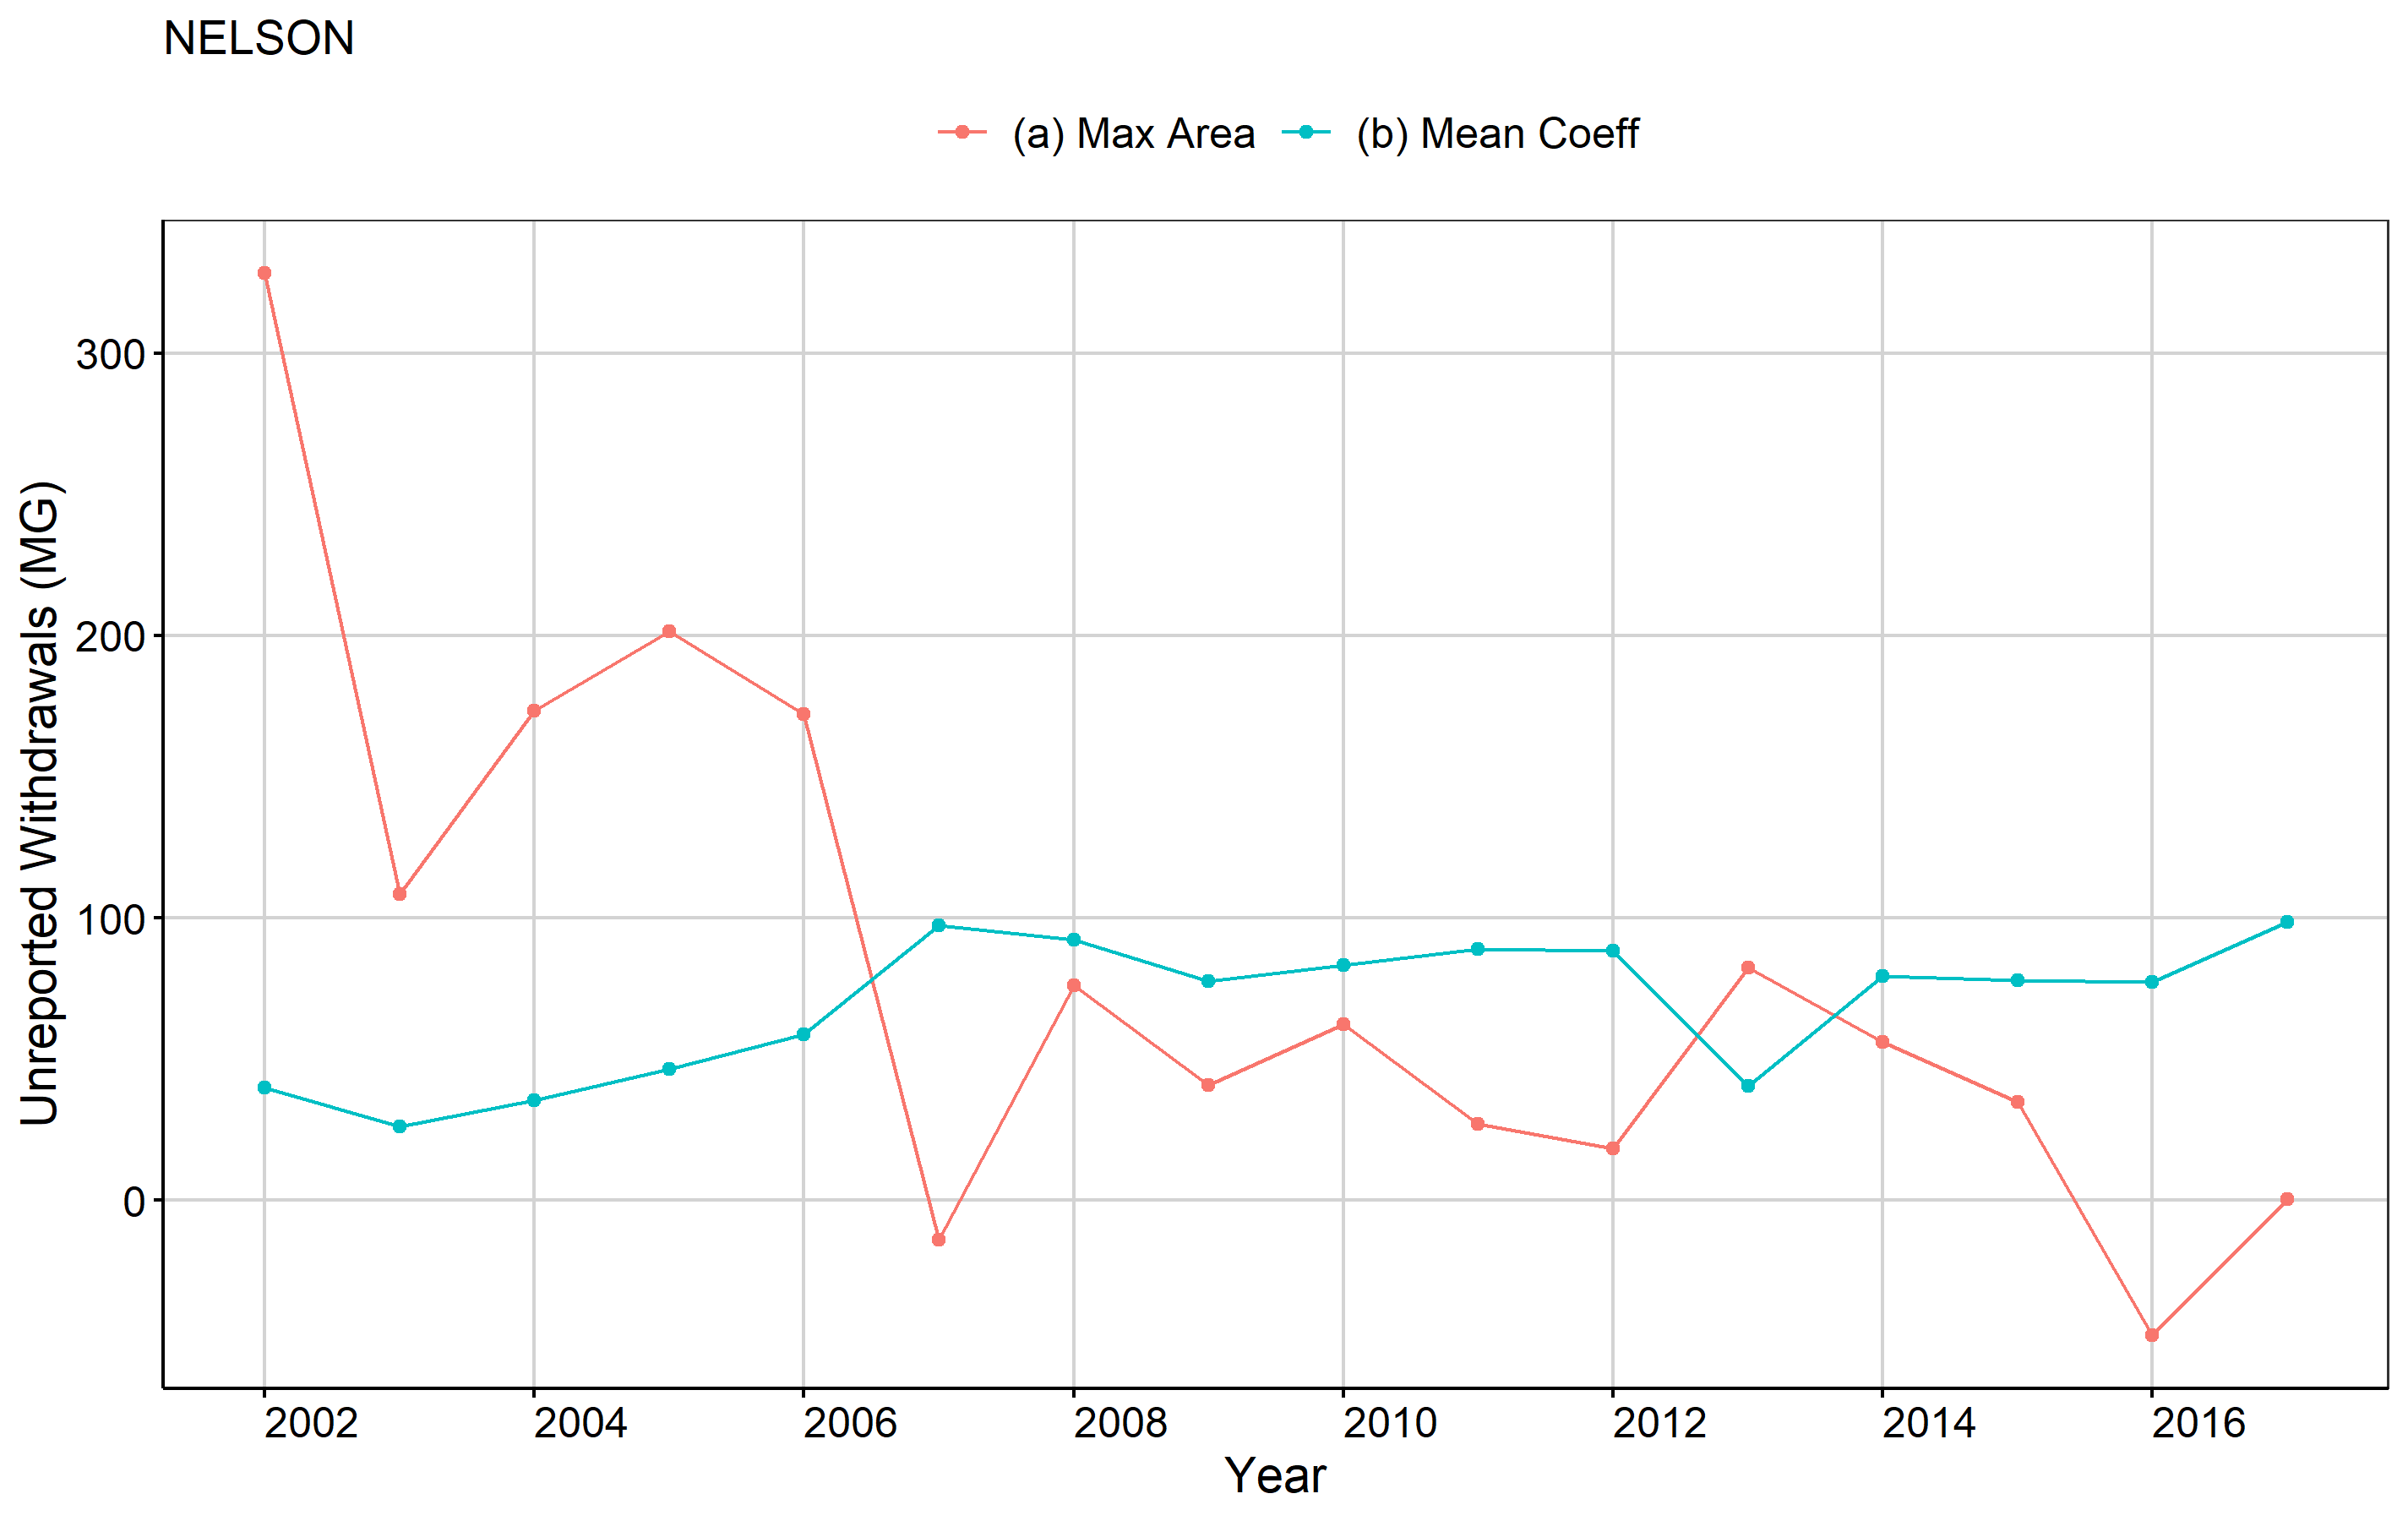 NELSON
(a) Max Area (b) Mean Coeff
Unreported Withdrawals (MG)
300
200
100
0
2002 2004 2006 2008 2010 2012 2014 2016
Year